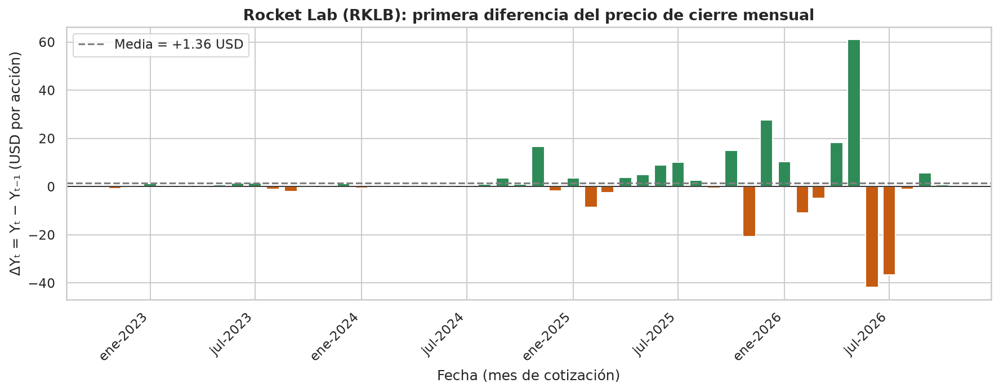 Rocket Lab (RKLB): primera diferencia del precio de cierre mensual
Media = +1.36 USD
ΔYₜ = Yₜ − Yₜ₋₁ (USD por acción)
60
40
20
0
−20
−40
ene-2023
jul-2023
ene-2024
jul-2024
ene-2025
jul-2025
ene-2026
jul-2026
Fecha (mes de cotización)